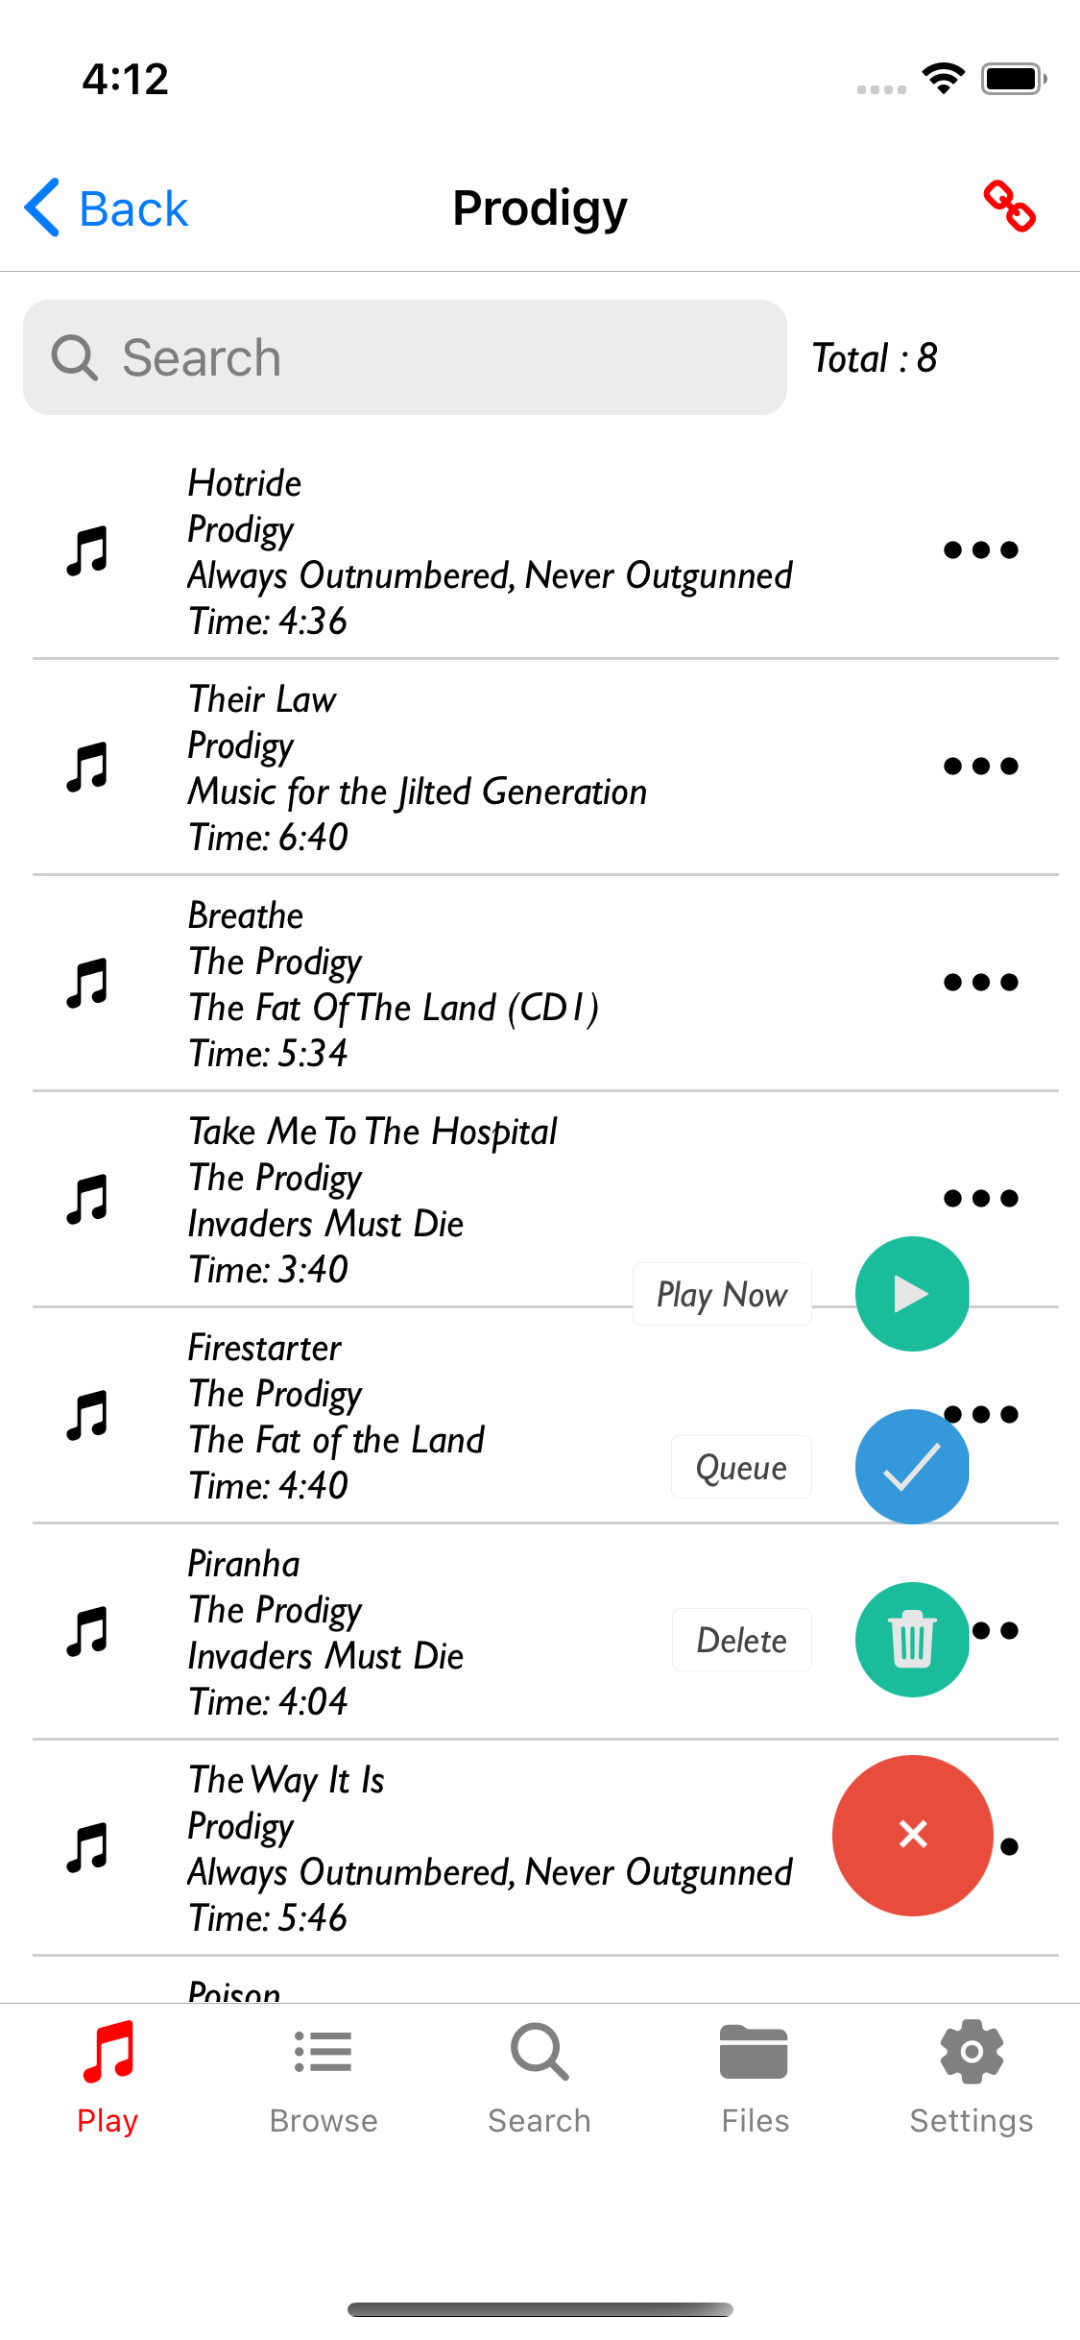 4:12
Back
Prodigy
Search
Total : 8
Hotride
Prodigy
Always Outnumbered, Never Outgunned
Time: 4:36
Their Law
Prodigy
Music for the Jilted Generation
Time: 6:40
Breathe
The Prodigy
The Fat Of The Land (CD1)
Time: 5:34
Take Me To The Hospital
The Prodigy
Invaders Must Die
Time: 3:40
Play Now
Firestarter
The Prodigy
The Fat of the Land
Time: 4:40
Queue
Piranha
The Prodigy
Invaders Must Die
Time: 4:04
Delete
The Way It Is
Prodigy
Always Outnumbered, Never Outgunned
Time: 5:46
Poison
Play
Browse
Search
Files
Settings